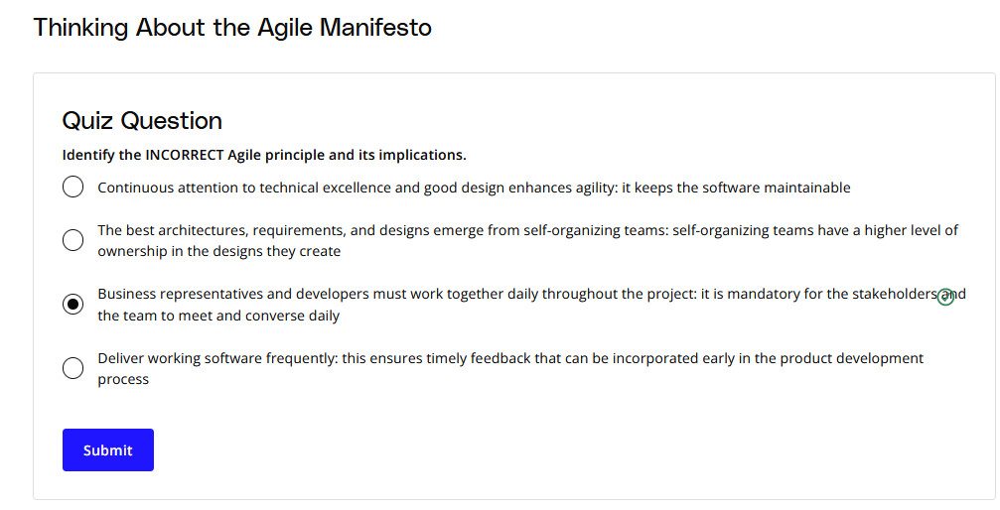 Thinking About the Agile Manifesto
Quiz Question
Identify the INCORRECT Agile principle and its implications.
Continuous attention to technical excellence and good design enhances agility: it keeps the software maintainable
The best architectures, requirements, and designs emerge from self-organizing teams: self-organizing teams have a higher level of
ownership in the designs they create
Business representatives and developers must work together daily throughout the project: it is mandatory for the stakeholders and
the team to meet and converse daily
Deliver working software frequently: this ensures timely feedback that can be incorporated early in the product development
process
Submit